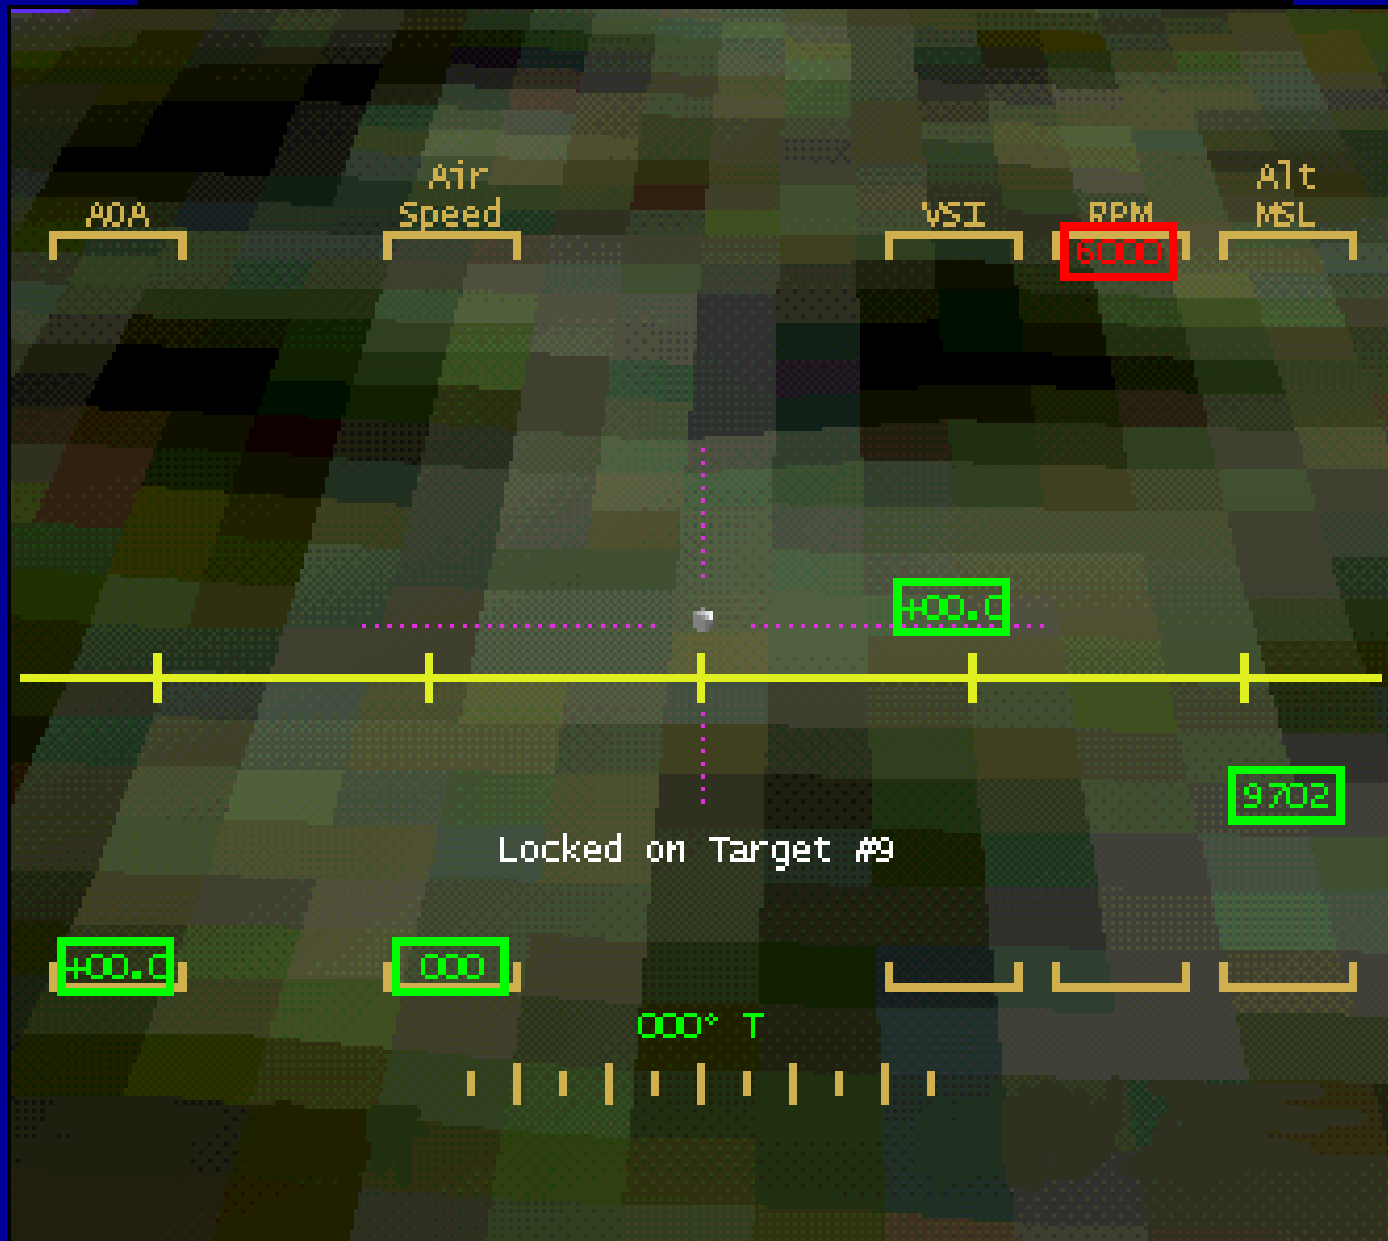 Air
Alt
AOA
Speed
VSI
RPM
MSL
6000
+00.0
9702
Locked on Target #9
+00.0
000
000° T